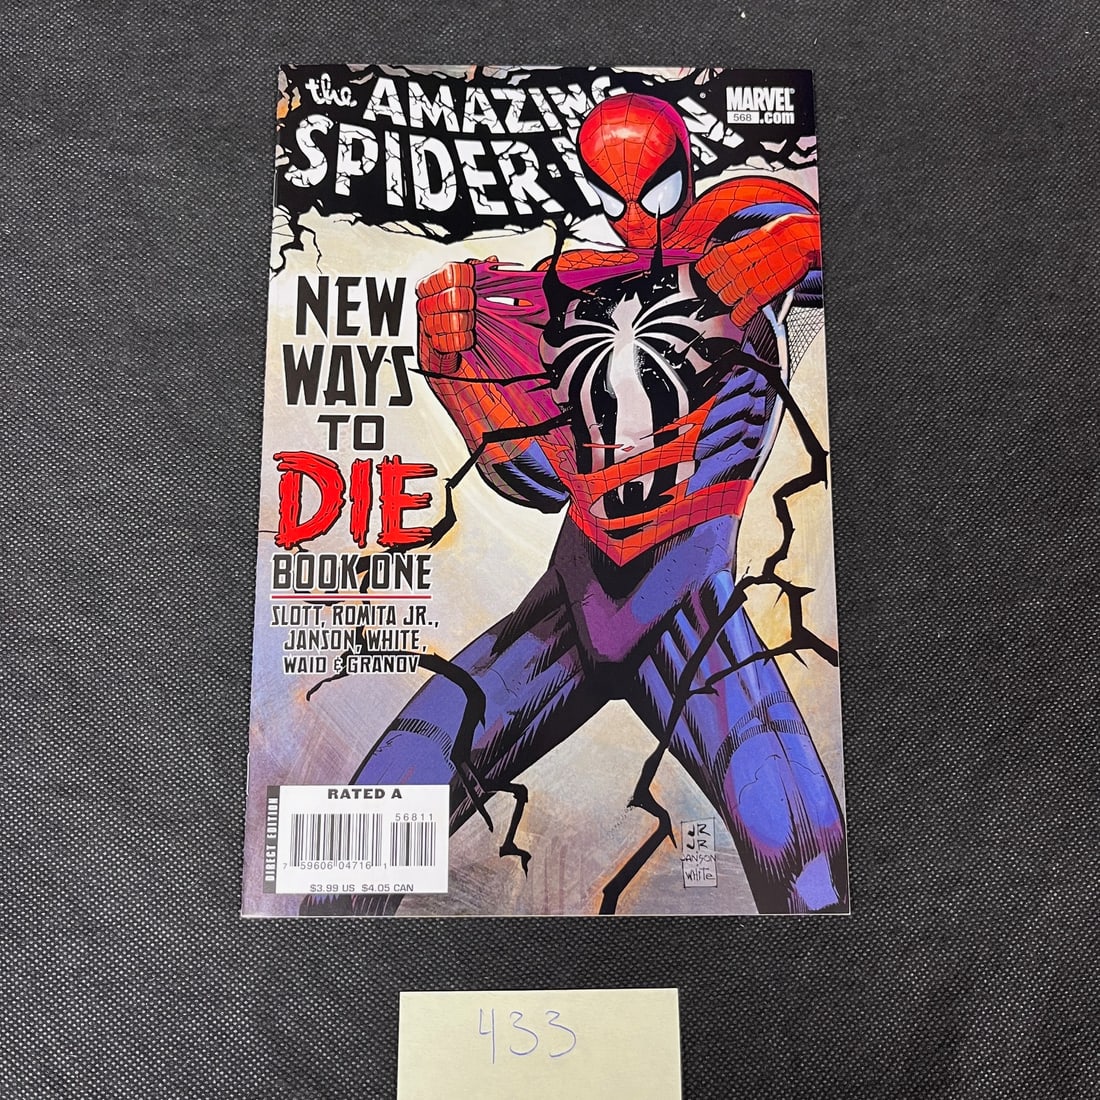 the AMAZING
SPIDER-MAN
MARVEL
568 .com
NEW
WAYS
TO
DIE
BOOK ONE
SLOTT, ROMITA JR.,
JANSON, WHITE,
WAID & GRANOV
DIRECT EDITION
RATED A
56811
7 59606 04716 1
$3.99 US $4.05 CAN
JR
JR
JANSON
WHITE
433